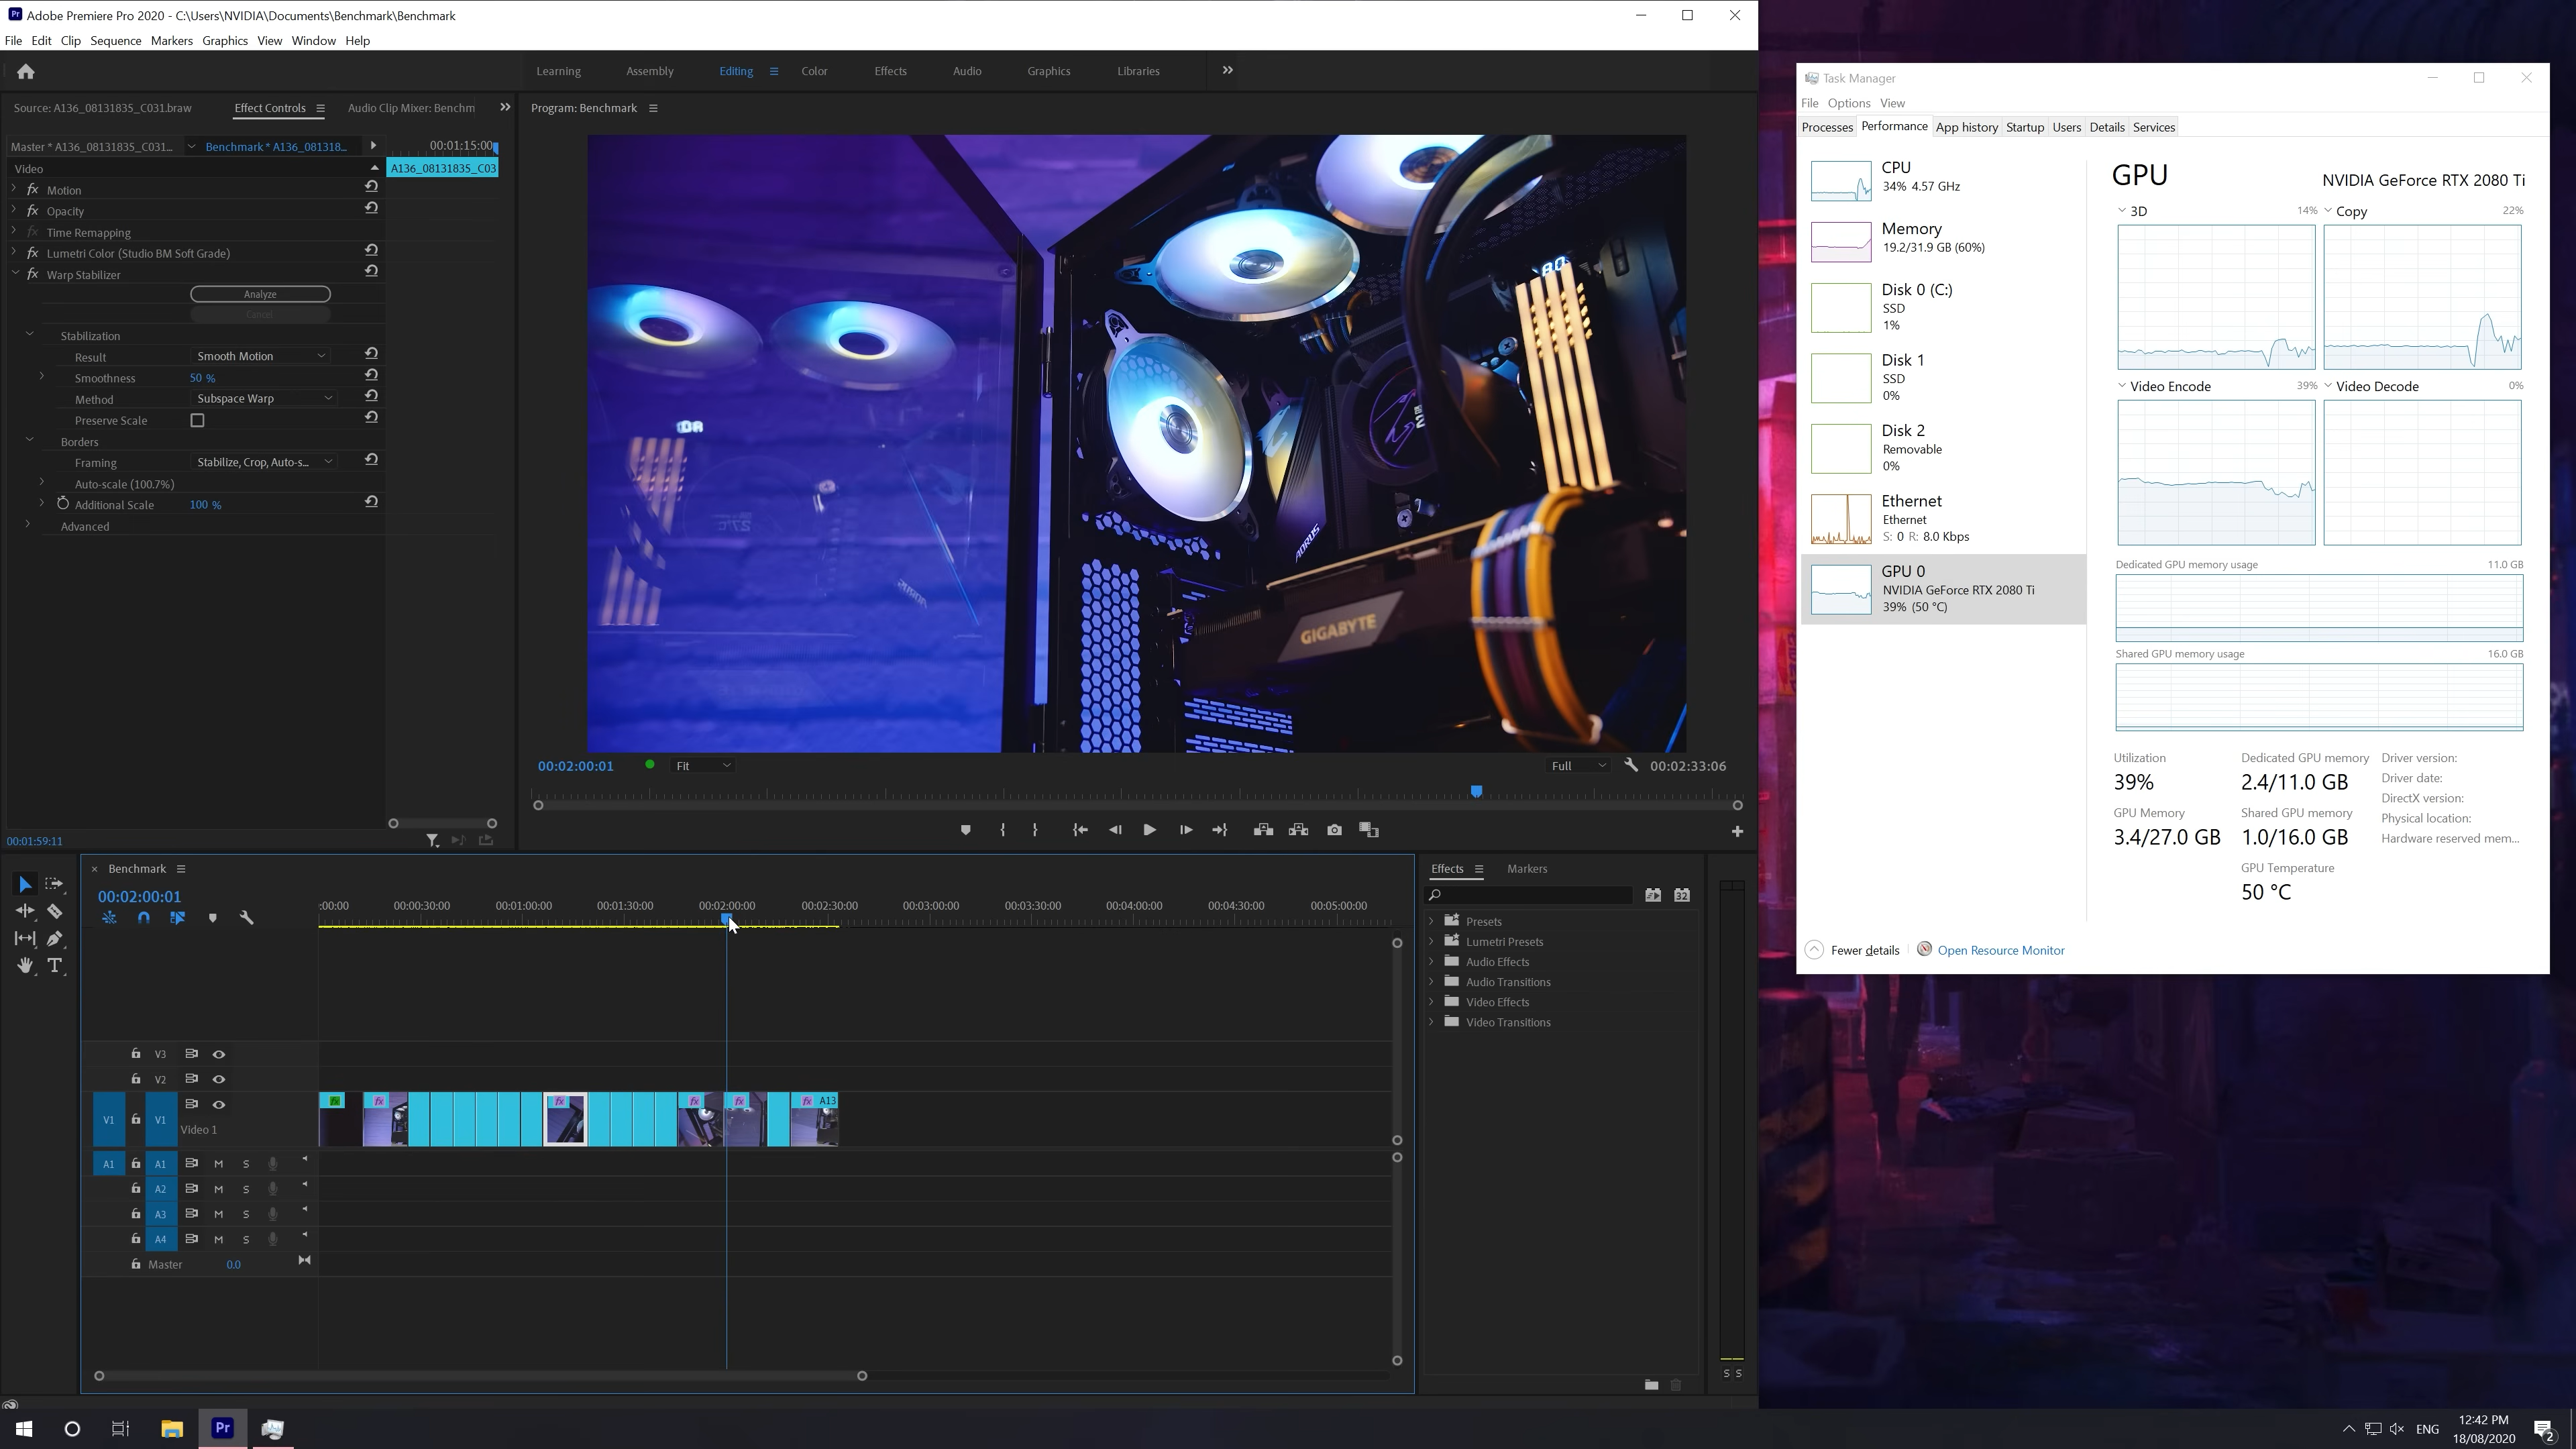 Adobe Premiere Pro 2020 - C:\Users\NVIDIA\Documents\Benchmark\Benchmark
File Edit Clip Sequence Markers Graphics View Window Help
Learning Assembly Editing Color Effects Audio Graphics Libraries
Source: A136_08131835_C031.braw Effect Controls Audio Clip Mixer: Benchm
Program: Benchmark
Master * A136_08131835_C031... Benchmark * A136_081318... 00:01:15:00
Video A136_08131835_C03
fx Motion
fx Opacity
fx Time Remapping
fx Lumetri Color (Studio BM Soft Grade)
fx Warp Stabilizer
Analyze
Cancel
Stabilization
Result Smooth Motion
Smoothness 50 %
Method Subspace Warp
Preserve Scale
Borders
Framing Stabilize, Crop, Auto-s...
Auto-scale (100.7%)
Additional Scale 100 %
Advanced
00:01:59:11
AORUS
GIGABYTE
00:02:00:01 Fit Full 00:02:33:06
Benchmark
00:02:00:01
:00:00 00:00:30:00 00:01:00:00 00:01:30:00 00:02:00:00 00:02:30:00 00:03:00:00 00:03:30:00 00:04:00:00 00:04:30:00 00:05:00:00
V3
V2
V1 V1 Video 1
fx fx fx fx fx fx A13
A1 A1 M S
A2 M S
A3 M S
A4 M S
Master 0.0
Effects Markers
32
Presets
Lumetri Presets
Audio Effects
Audio Transitions
Video Effects
Video Transitions
S S
Task Manager
File Options View
Processes Performance App history Startup Users Details Services
CPU
34% 4.57 GHz
Memory
19.2/31.9 GB (60%)
Disk 0 (C:)
SSD
1%
Disk 1
SSD
0%
Disk 2
Removable
0%
Ethernet
Ethernet
S: 0 R: 8.0 Kbps
GPU 0
NVIDIA GeForce RTX 2080 Ti
39% (50 °C)
GPU NVIDIA GeForce RTX 2080 Ti
3D 14% Copy 22%
Video Encode 39% Video Decode 0%
Dedicated GPU memory usage 11.0 GB
Shared GPU memory usage 16.0 GB
Utilization
39%
GPU Memory
3.4/27.0 GB
Dedicated GPU memory
2.4/11.0 GB
Shared GPU memory
1.0/16.0 GB
GPU Temperature
50 °C
Driver version:
Driver date:
DirectX version:
Physical location:
Hardware reserved mem...
Fewer details Open Resource Monitor
Pr
ENG
12:42 PM
18/08/2020
2